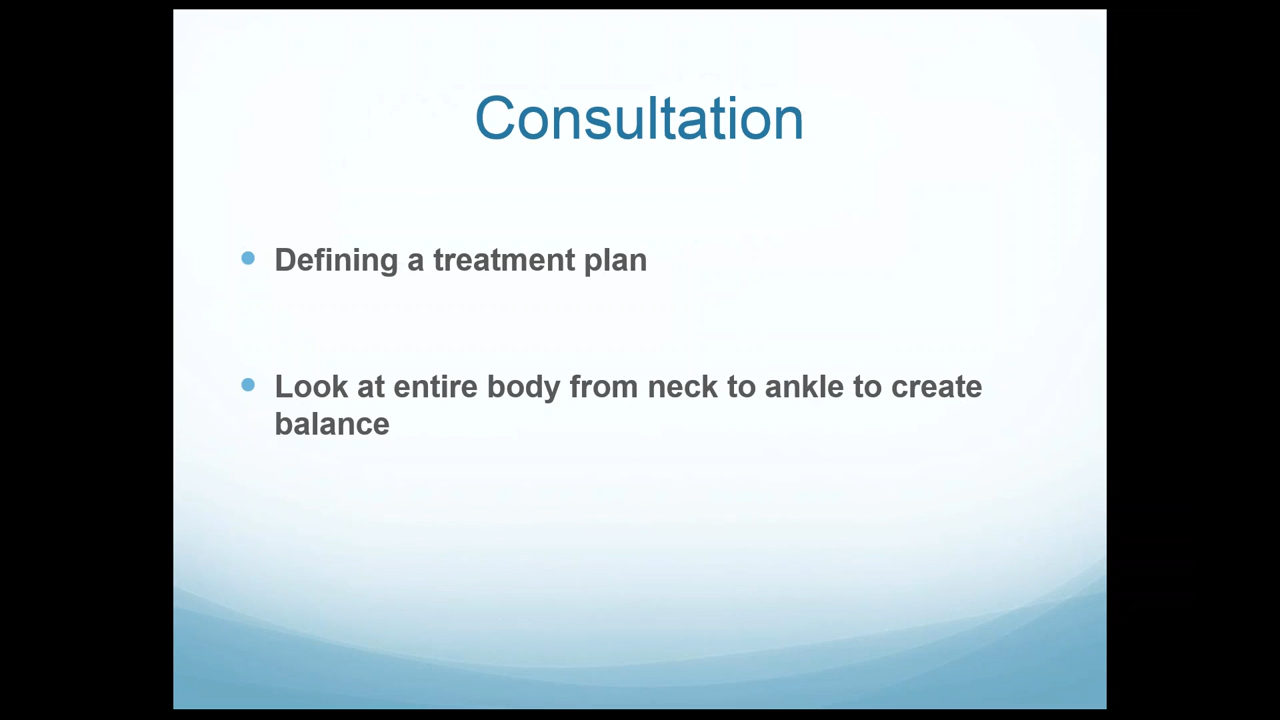 Consultation
Defining a treatment plan
Look at entire body from neck to ankle to create
balance